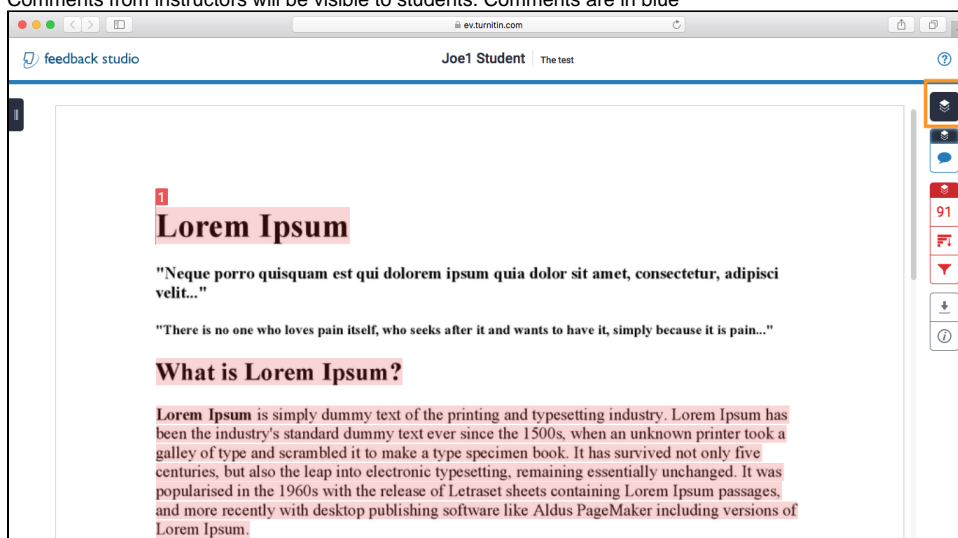 Comments from instructors will be visible to students. Comments are in blue
ev.turnitin.com
feedback studio
Joe1 Student
The test
1
Lorem Ipsum
"Neque porro quisquam est qui dolorem ipsum quia dolor sit amet, consectetur, adipisci
velit..."
"There is no one who loves pain itself, who seeks after it and wants to have it, simply because it is pain..."
What is Lorem Ipsum?
Lorem Ipsum is simply dummy text of the printing and typesetting industry. Lorem Ipsum has
been the industry's standard dummy text ever since the 1500s, when an unknown printer took a
galley of type and scrambled it to make a type specimen book. It has survived not only five
centuries, but also the leap into electronic typesetting, remaining essentially unchanged. It was
popularised in the 1960s with the release of Letraset sheets containing Lorem Ipsum passages,
and more recently with desktop publishing software like Aldus PageMaker including versions of
Lorem Ipsum.
91